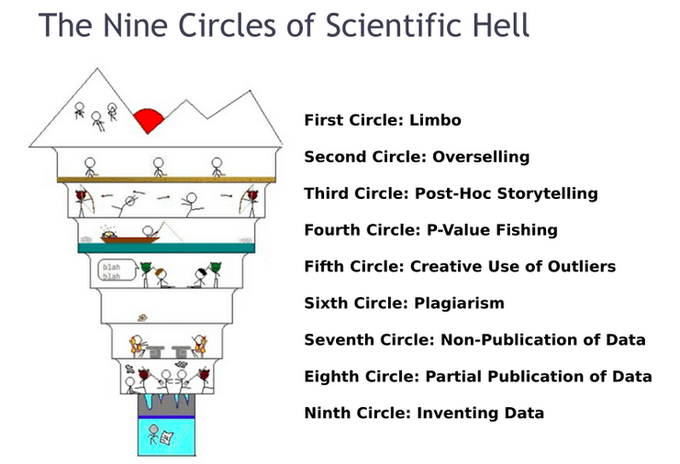 The Nine Circles of Scientific Hell
First Circle: Limbo
Second Circle: Overselling
Third Circle: Post-Hoc Storytelling
Fourth Circle: P-Value Fishing
Fifth Circle: Creative Use of Outliers
blah
blah
Sixth Circle: Plagiarism
Seventh Circle: Non-Publication of Data
Eighth Circle: Partial Publication of Data
Ninth Circle: Inventing Data